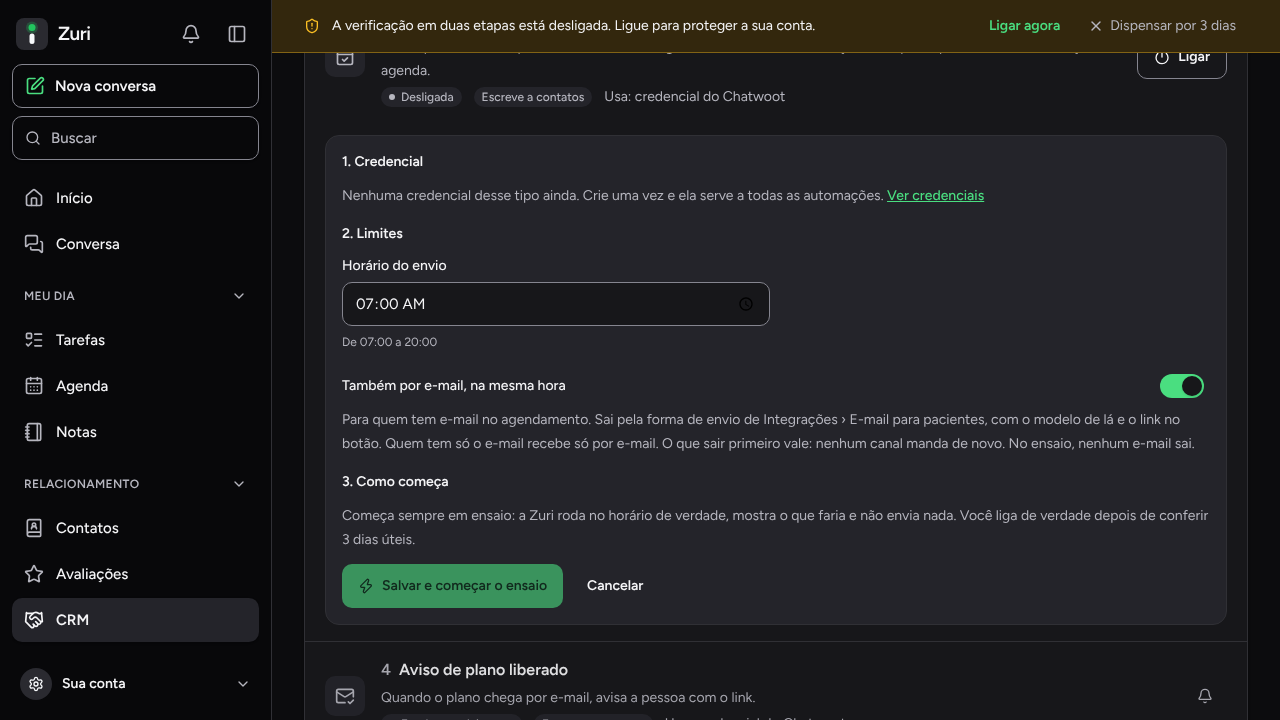 Zuri
A verificação em duas etapas está desligada. Ligue para proteger a sua conta.
Ligar agora
Dispensar por 3 dias
Nova conversa
Buscar
Início
Conversa
MEU DIA
Tarefas
Agenda
Notas
RELACIONAMENTO
Contatos
Avaliações
CRM
Sua conta
agenda.
Ligar
Desligada
Escreve a contatos
Usa: credencial do Chatwoot
1. Credencial
Nenhuma credencial desse tipo ainda. Crie uma vez e ela serve a todas as automações. Ver credenciais
2. Limites
Horário do envio
07:00 AM
De 07:00 a 20:00
Também por e-mail, na mesma hora
Para quem tem e-mail no agendamento. Sai pela forma de envio de Integrações › E-mail para pacientes, com o modelo de lá e o link no
botão. Quem tem só o e-mail recebe só por e-mail. O que sair primeiro vale: nenhum canal manda de novo. No ensaio, nenhum e-mail sai.
3. Como começa
Começa sempre em ensaio: a Zuri roda no horário de verdade, mostra o que faria e não envia nada. Você liga de verdade depois de conferir
3 dias úteis.
Salvar e começar o ensaio
Cancelar
4 Aviso de plano liberado
Quando o plano chega por e-mail, avisa a pessoa com o link.